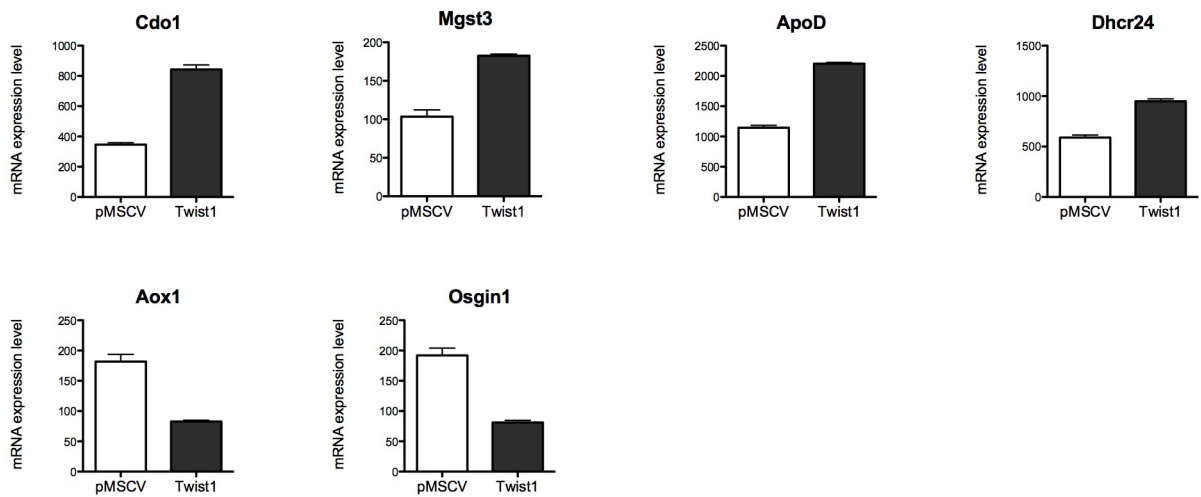 Cdo1
mRNA expression level
1000
800
600
400
200
0
pMSCV Twist1
Mgst3
mRNA expression level
200
150
100
50
0
pMSCV Twist1
ApoD
mRNA expression level
2500
2000
1500
1000
500
0
pMSCV Twist1
Dhcr24
mRNA expression level
1500
1000
500
0
pMSCV Twist1
Aox1
mRNA expression level
250
200
150
100
50
0
pMSCV Twist1
Osgin1
mRNA expression level
250
200
150
100
50
0
pMSCV Twist1